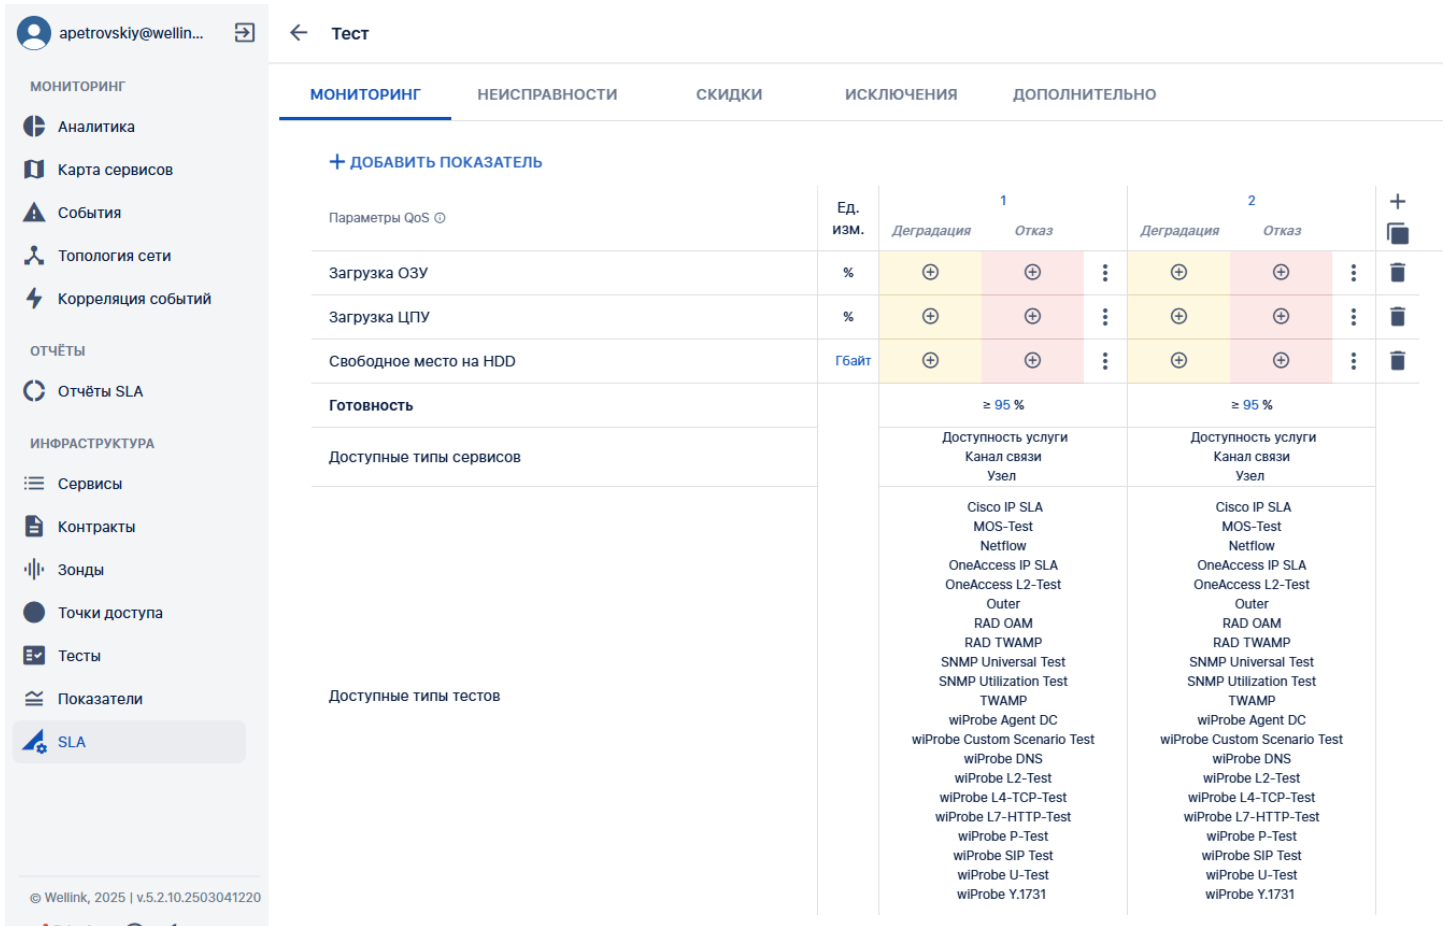 apetrovskiy@wellin...
МОНИТОРИНГ
Аналитика
Карта сервисов
События
Топология сети
Корреляция событий
ОТЧЁТЫ
Отчёты SLA
ИНФРАСТРУКТУРА
Сервисы
Контракты
Зонды
Точки доступа
Тесты
Показатели
SLA
© Wellink, 2025 | v.5.2.10.2503041220
Тест
МОНИТОРИНГ НЕИСПРАВНОСТИ СКИДКИ ИСКЛЮЧЕНИЯ ДОПОЛНИТЕЛЬНО
+ ДОБАВИТЬ ПОКАЗАТЕЛЬ
Параметры QoS
Ед.
изм.
1
Деградация Отказ
2
Деградация Отказ
Загрузка ОЗУ %
Загрузка ЦПУ %
Свободное место на HDD Гбайт
Готовность ≥ 95 % ≥ 95 %
Доступные типы сервисов
Доступность услуги Доступность услуги
Канал связи Канал связи
Узел Узел
Доступные типы тестов
Cisco IP SLA Cisco IP SLA
MOS-Test MOS-Test
Netflow Netflow
OneAccess IP SLA OneAccess IP SLA
OneAccess L2-Test OneAccess L2-Test
Outer Outer
RAD OAM RAD OAM
RAD TWAMP RAD TWAMP
SNMP Universal Test SNMP Universal Test
SNMP Utilization Test SNMP Utilization Test
TWAMP TWAMP
wiProbe Agent DC wiProbe Agent DC
wiProbe Custom Scenario Test wiProbe Custom Scenario Test
wiProbe DNS wiProbe DNS
wiProbe L2-Test wiProbe L2-Test
wiProbe L4-TCP-Test wiProbe L4-TCP-Test
wiProbe L7-HTTP-Test wiProbe L7-HTTP-Test
wiProbe P-Test wiProbe P-Test
wiProbe SIP Test wiProbe SIP Test
wiProbe U-Test wiProbe U-Test
wiProbe Y.1731 wiProbe Y.1731